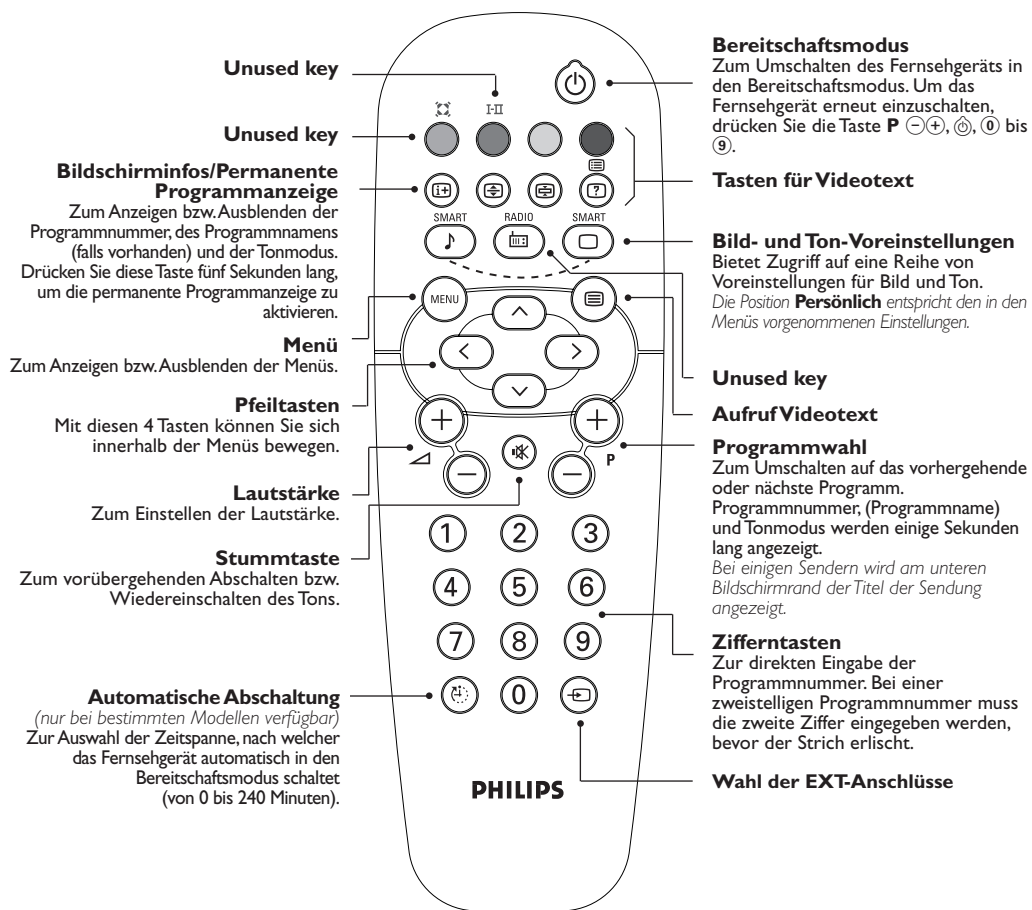 Unused key
Unused key
Bildschirminfos/Permanente
Programmanzeige
Zum Anzeigen bzw. Ausblenden der
Programmnummer, des Programmnamens
(falls vorhanden) und der Tonmodus.
Drücken Sie diese Taste fünf Sekunden lang,
um die permanente Programmanzeige zu
aktivieren.
Menü
Zum Anzeigen bzw. Ausblenden der Menüs.
Pfeiltasten
Mit diesen 4 Tasten können Sie sich
innerhalb der Menüs bewegen.
Lautstärke
Zum Einstellen der Lautstärke.
Stummtaste
Zum vorübergehenden Abschalten bzw.
Wiedereinschalten des Tons.
Automatische Abschaltung
(nur bei bestimmten Modellen verfügbar)
Zur Auswahl der Zeitspanne, nach welcher
das Fernsehgerät automatisch in den
Bereitschaftsmodus schaltet
(von 0 bis 240 Minuten).
I-II
i+
?
SMART RADIO SMART
MENU
P
1 2 3
4 5 6
7 8 9
0
PHILIPS
Bereitschaftsmodus
Zum Umschalten des Fernsehgeräts in
den Bereitschaftsmodus. Um das
Fernsehgerät erneut einzuschalten,
drücken Sie die Taste P - +, ⏻, 0 bis
9.
Tasten für Videotext
Bild- und Ton-Voreinstellungen
Bietet Zugriff auf eine Reihe von
Voreinstellungen für Bild und Ton.
Die Position Persönlich entspricht den in den
Menüs vorgenommenen Einstellungen.
Unused key
Aufruf Videotext
Programmwahl
Zum Umschalten auf das vorhergehende
oder nächste Programm.
Programmnummer, (Programmname)
und Tonmodus werden einige Sekunden
lang angezeigt.
Bei einigen Sendern wird am unteren
Bildschirmrand der Titel der Sendung
angezeigt.
Zifferntasten
Zur direkten Eingabe der
Programmnummer. Bei einer
zweistelligen Programmnummer muss
die zweite Ziffer eingegeben werden,
bevor der Strich erlischt.
Wahl der EXT-Anschlüsse